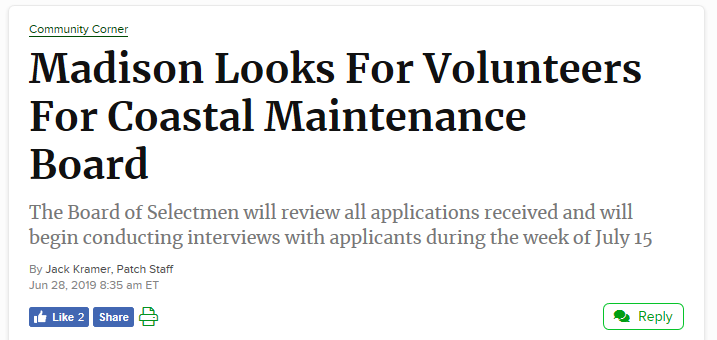 Community Corner
Madison Looks For Volunteers
For Coastal Maintenance
Board
The Board of Selectmen will review all applications received and will
begin conducting interviews with applicants during the week of July 15
By Jack Kramer, Patch Staff
Jun 28, 2019 8:35 am ET
Like 2 Share Reply